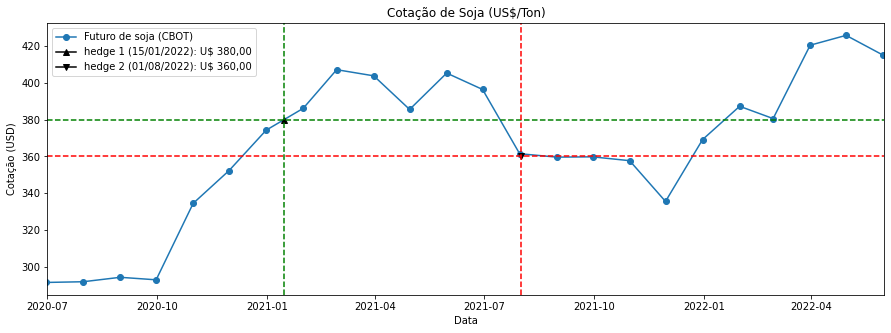 Cotação de Soja (US$/Ton)
Futuro de soja (CBOT)
hedge 1 (15/01/2022): U$ 380,00
hedge 2 (01/08/2022): U$ 360,00
Cotação (USD)
420
400
380
360
340
320
300
2020-07
2020-10
2021-01
2021-04
2021-07
2021-10
2022-01
2022-04
Data